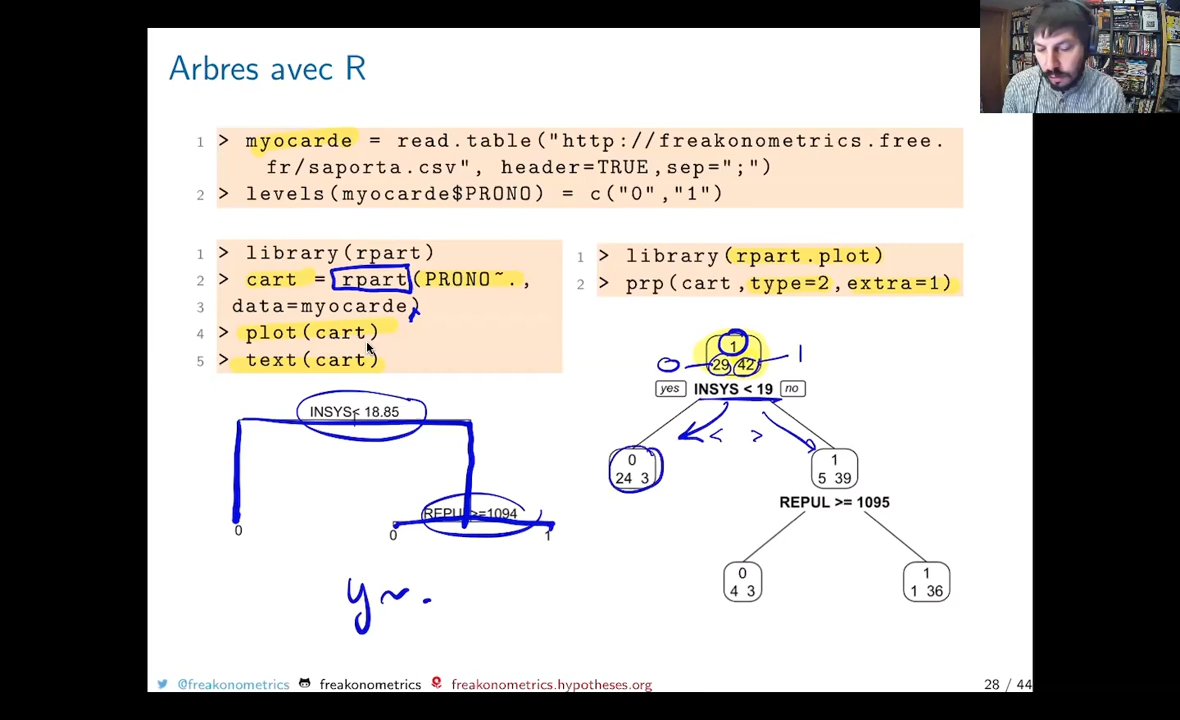 Arbres avec R
1 > myocarde = read.table("http://freakonometrics.free.
fr/saporta.csv", header=TRUE,sep=";")
2 > levels(myocarde$PRONO) = c("0","1")
1 > library(rpart)
2 > cart = rpart(PRONO~.,
3 data=myocarde)
4 > plot(cart)
5 > text(cart)
1 > library(rpart.plot)
2 > prp(cart,type=2,extra=1)
INSYS< 18.85
REPUL>=1094
0
0
1
y~.
1
0 29 42 1
yes INSYS < 19 no
< >
0
24 3
1
5 39
REPUL >= 1095
0
4 3
1
1 36
@freakonometrics freakonometrics freakonometrics.hypotheses.org
28 / 44